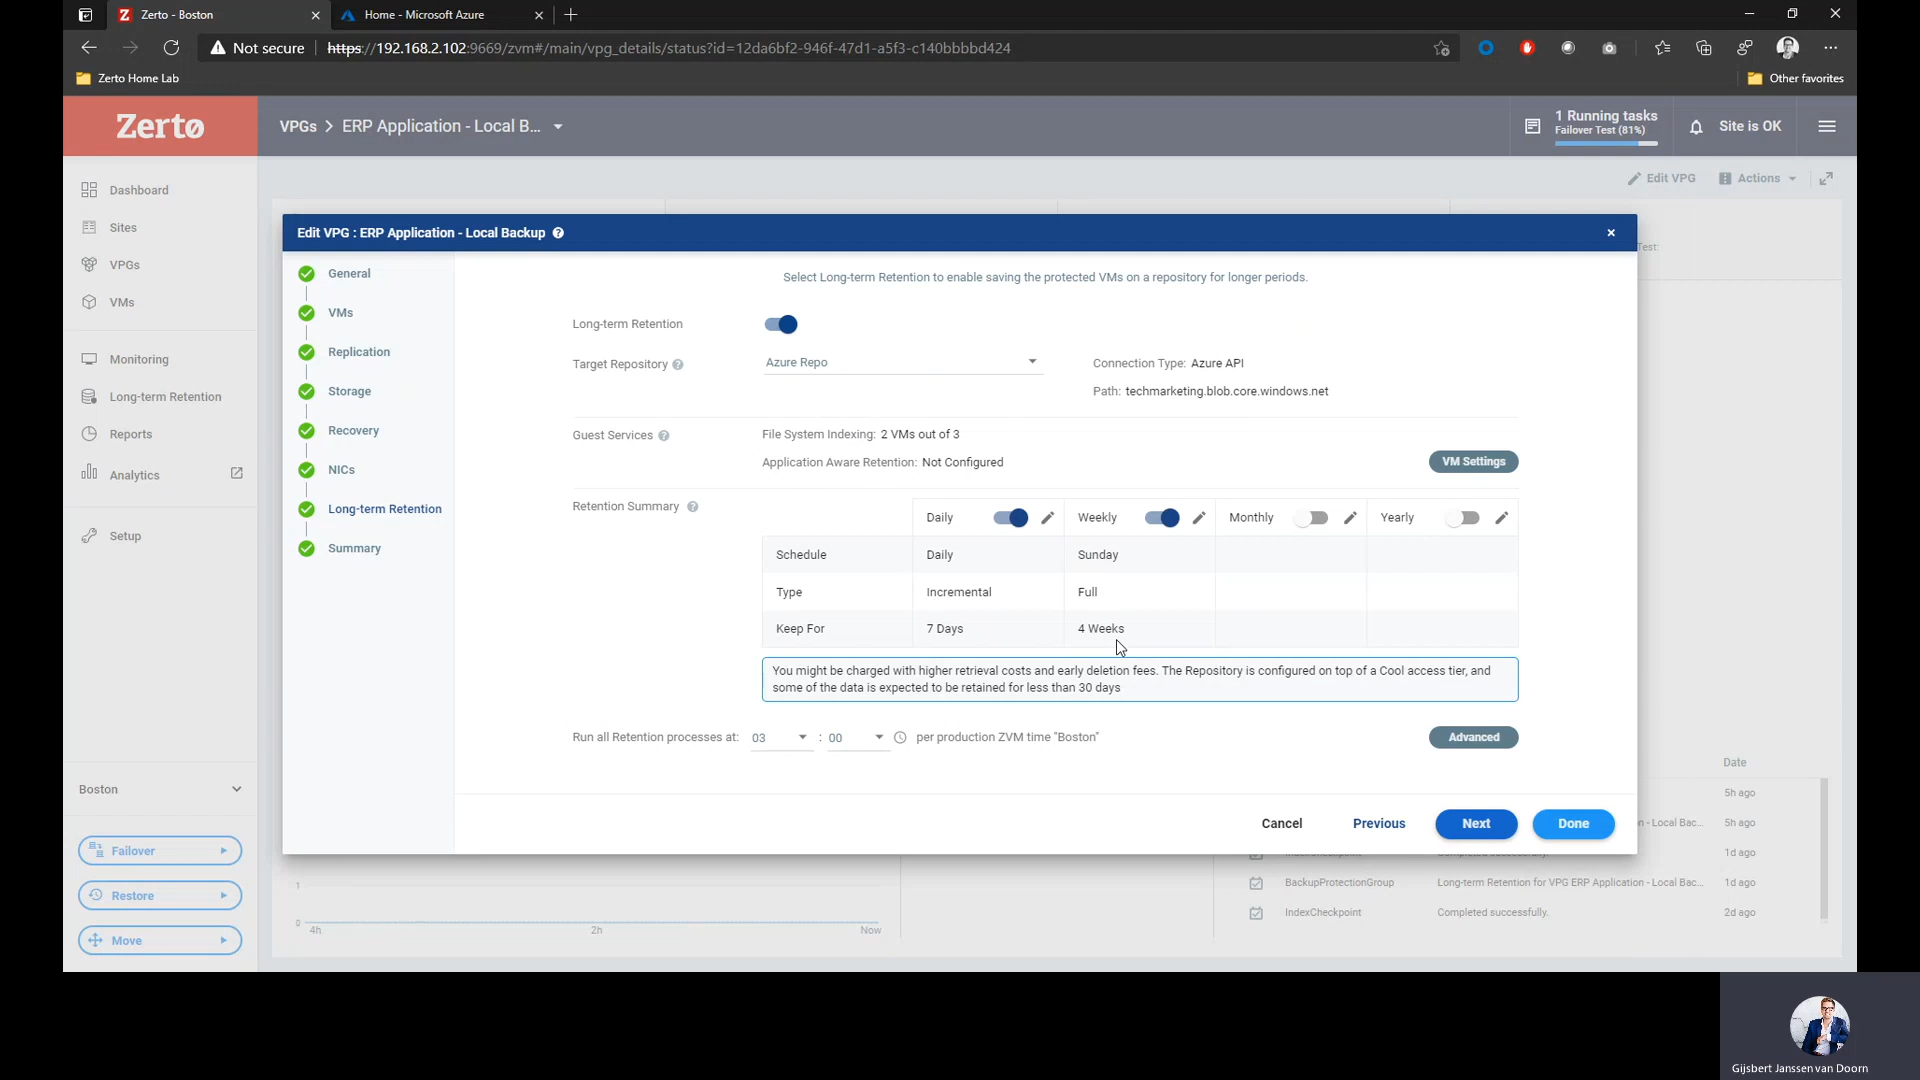 Zerto - Boston
Home - Microsoft Azure
Not secure
https://192.168.2.102:9669/zvm#/main/vpg_details/status?id=12da6bf2-946f-47d1-a5f3-c140bbbbd424
Zerto Home Lab
Other favorites
Zerto
VPGs > ERP Application - Local B...
1 Running tasks
Failover Test (81%)
Site is OK
Dashboard
Sites
VPGs
VMs
Monitoring
Long-term Retention
Reports
Analytics
Setup
Boston
Failover
Restore
Move
Edit VPG
Actions
Test:
Edit VPG : ERP Application - Local Backup
General
VMs
Replication
Storage
Recovery
NICs
Long-term Retention
Summary
Select Long-term Retention to enable saving the protected VMs on a repository for longer periods.
Long-term Retention
Target Repository
Azure Repo
Connection Type: Azure API
Path: techmarketing.blob.core.windows.net
Guest Services
File System Indexing: 2 VMs out of 3
Application Aware Retention: Not Configured
VM Settings
Retention Summary
Daily Weekly Monthly Yearly
Schedule Daily Sunday
Type Incremental Full
Keep For 7 Days 4 Weeks
You might be charged with higher retrieval costs and early deletion fees. The Repository is configured on top of a Cool access tier, and
some of the data is expected to be retained for less than 30 days
Run all Retention processes at: 03 : 00 per production ZVM time "Boston"
Advanced
Cancel
Previous
Next
Done
Date
5h ago
n - Local Bac... 5h ago
IndexCheckpoint Completed successfully. 1d ago
BackupProtectionGroup Long-term Retention for VPG ERP Application - Local Bac... 1d ago
IndexCheckpoint Completed successfully. 2d ago
1
0
4h 2h Now
Gijsbert Janssen van Doorn